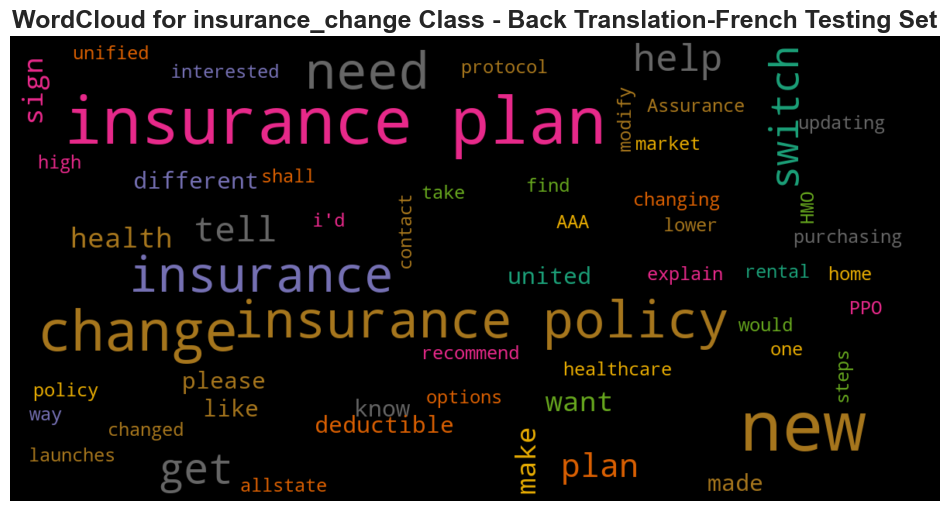 WordCloud for insurance_change Class - Back Translation-French Testing Set
unified
interested
need
protocol
help
switch
sign
insurance plan
modify
Assurance
updating
market
high
different
shall
take
find
changing
HMO
lower
i'd
contact
AAA
tell
health
purchasing
insurance
united
explain
rental
home
PPO
change
insurance policy
would
one
recommend
steps
healthcare
please
policy
like
know
options
want
way
changed
deductible
new
make
launches
get
plan
allstate
made